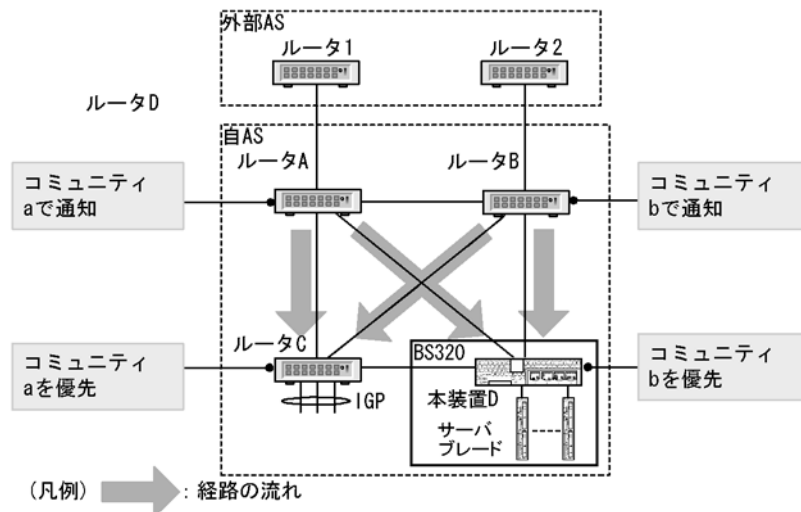 外部AS
ルータ1
ルータ2
ルータD
自AS
ルータA
ルータB
コミュニティ
aで通知
コミュニティ
bで通知
ルータC
BS320
コミュニティ
aを優先
コミュニティ
bを優先
IGP
本装置D
サーバ
ブレード
(凡例)
: 経路の流れ